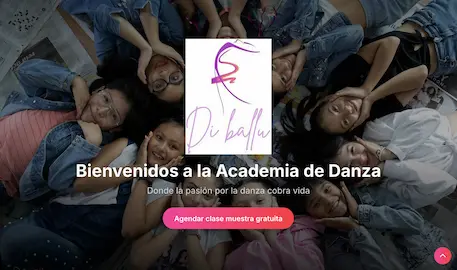 Di ballu
Bienvenidos a la Academia de Danza
Donde la pasión por la danza cobra vida
Agendar clase muestra gratuita